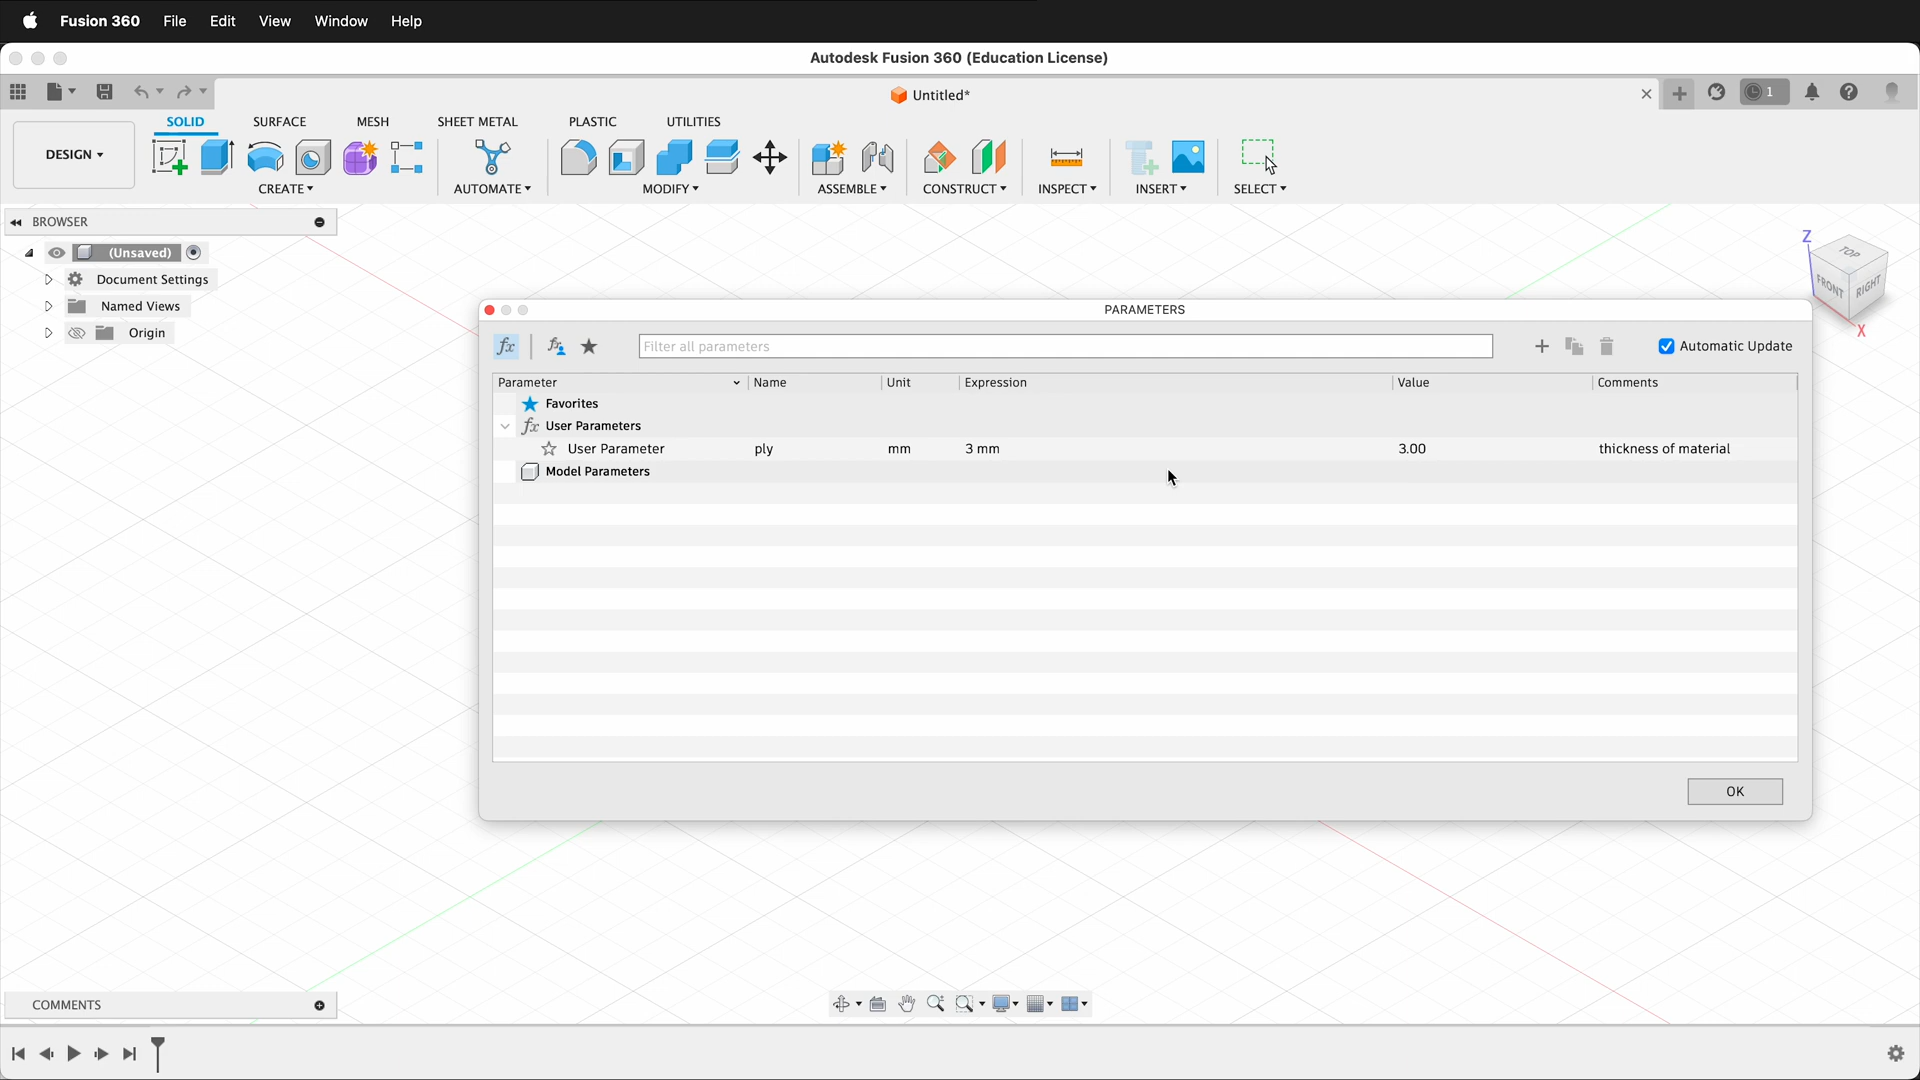 Fusion 360 File Edit View Window Help
Autodesk Fusion 360 (Education License)
Untitled*
1
SOLID SURFACE MESH SHEET METAL PLASTIC UTILITIES
DESIGN
CREATE AUTOMATE MODIFY ASSEMBLE CONSTRUCT INSPECT INSERT SELECT
BROWSER
(Unsaved)
Document Settings
Named Views
Origin
Z
TOP
FRONT RIGHT
X
PARAMETERS
fx fx Filter all parameters Automatic Update
Parameter Name Unit Expression Value Comments
Favorites
fx User Parameters
User Parameter ply mm 3 mm 3.00 thickness of material
Model Parameters
OK
COMMENTS